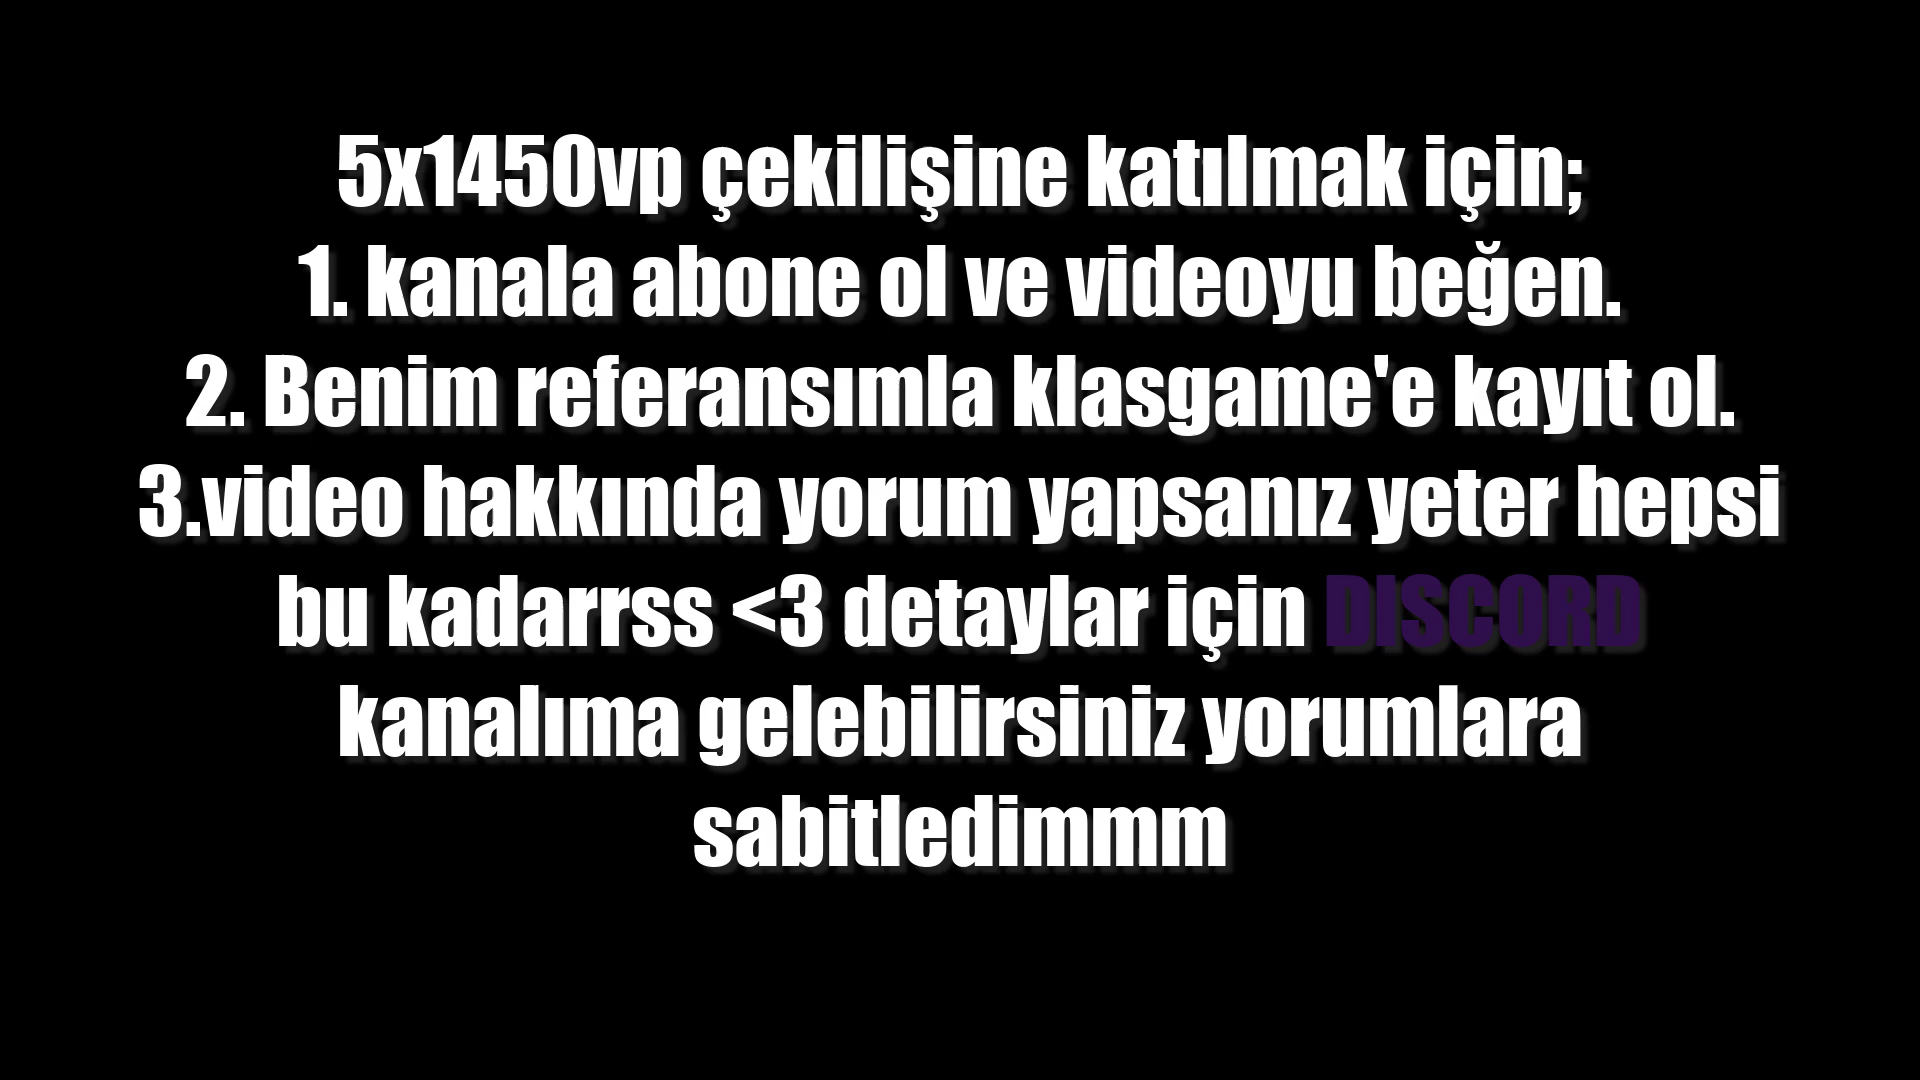 5x1450vp çekilişine katılmak için;
1. kanala abone ol ve videoyu beğen.
2. Benim referansımla klasgame'e kayıt ol.
3.video hakkında yorum yapsanız yeter hepsi
bu kadarrss <3 detaylar için DISCORD
kanalıma gelebilirsiniz yorumlara
sabitledimmm